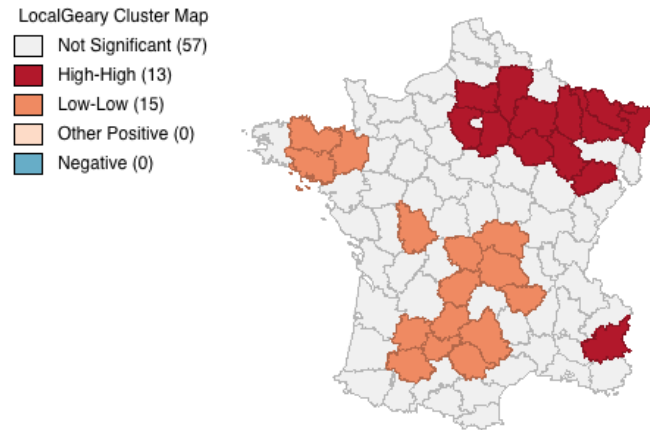 LocalGeary Cluster Map
Not Significant (57)
High-High (13)
Low-Low (15)
Other Positive (0)
Negative (0)